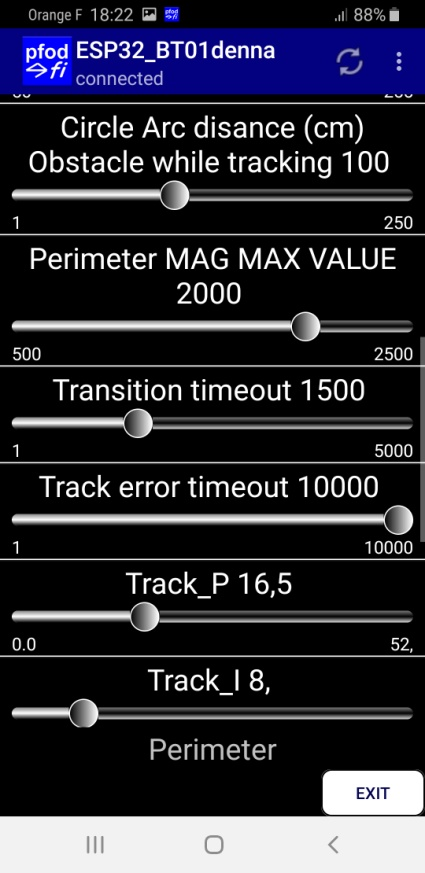 Orange F 18:22 88%
pfod
fi
ESP32_BT01denna
connected
Circle Arc disance (cm)
Obstacle while tracking 100
1 250
Perimeter MAG MAX VALUE
2000
500 2500
Transition timeout 1500
1 5000
Track error timeout 10000
1 10000
Track_P 16,5
0.0 52,
Track_I 8,
Perimeter
EXIT